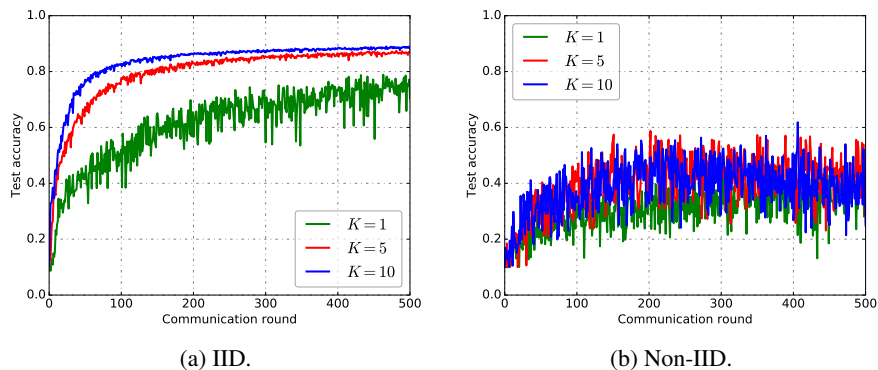 1.0
0.8
0.6
0.4
0.2
0.0
Test accuracy
0 100 200 300 400 500
Communication round
K = 1
K = 5
K = 10
(a) IID.
1.0
0.8
0.6
0.4
0.2
0.0
Test accuracy
0 100 200 300 400 500
Communication round
K = 1
K = 5
K = 10
(b) Non-IID.